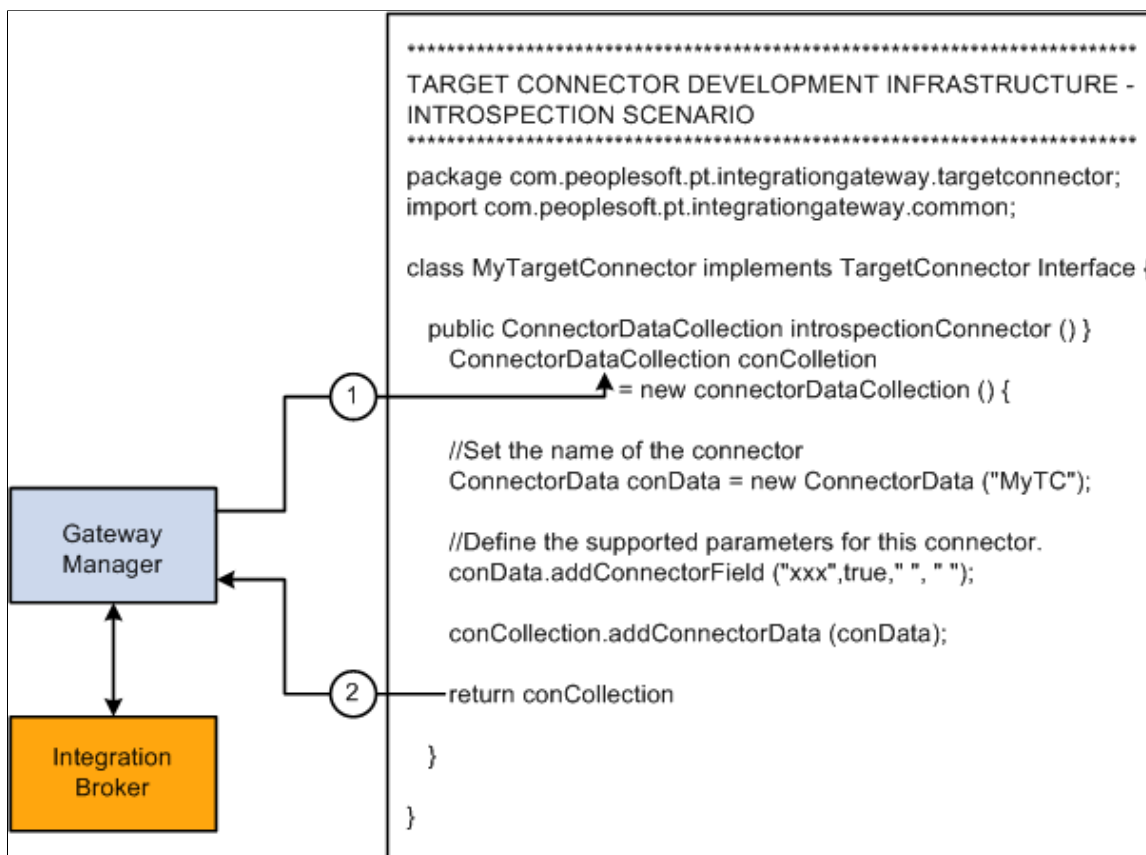 **************************************************************************
TARGET CONNECTOR DEVELOPMENT INFRASTRUCTURE -
INTROSPECTION SCENARIO
**************************************************************************
package com.peoplesoft.pt.integrationgateway.targetconnector;
import com.peoplesoft.pt.integrationgateway.common;
class MyTargetConnector implements TargetConnector Interface {
public ConnectorDataCollection introspectionConnector () }
ConnectorDataCollection conColletion
= new connectorDataCollection () {
1
//Set the name of the connector
ConnectorData conData = new ConnectorData ("MyTC");
Gateway
Manager
//Define the supported parameters for this connector.
conData.addConnectorField ("xxx",true," ", " ");
conCollection.addConnectorData (conData);
2
return conCollection
Integration
Broker
}
}